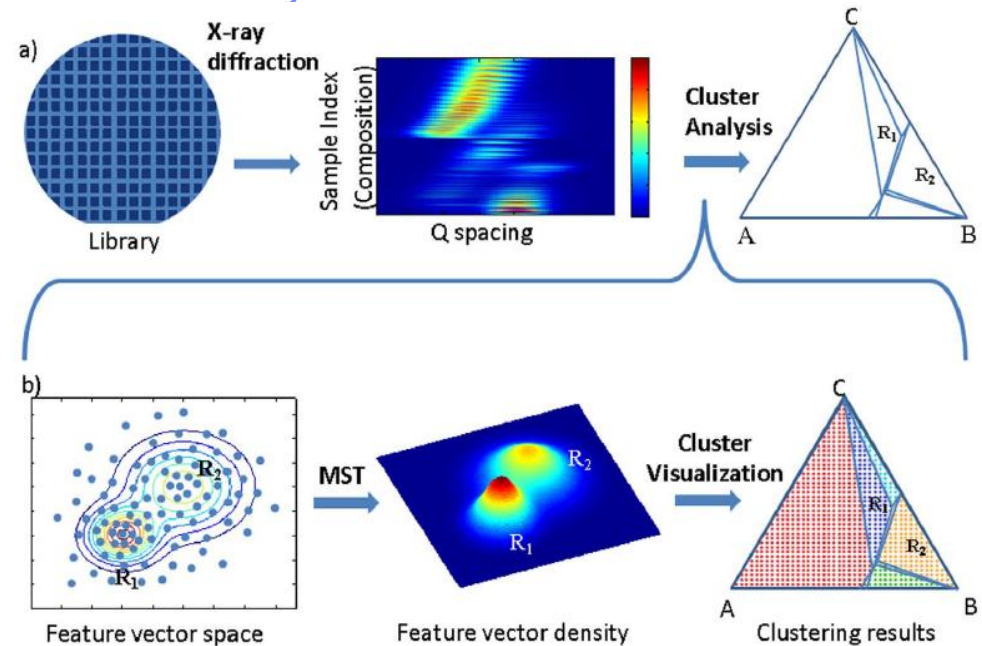 a)
X-ray
diffraction
Library
Sample Index
(Composition)
Q spacing
Cluster
Analysis
C
R1
R2
A
B
b)
R2
R1
Feature vector space
MST
R2
R1
Feature vector density
Cluster
Visualization
C
R1
R2
A
B
Clustering results